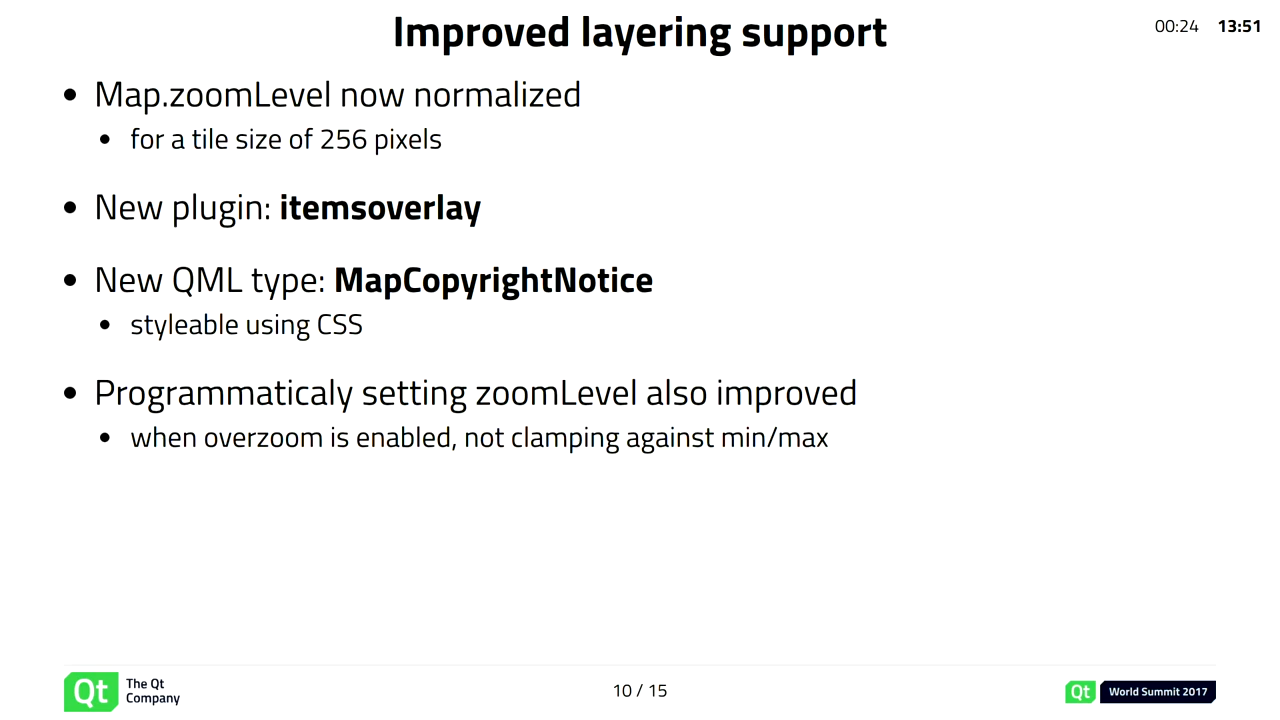 Improved layering support
00:24 13:51
• Map.zoomLevel now normalized
• for a tile size of 256 pixels
• New plugin: itemsoverlay
• New QML type: MapCopyrightNotice
• styleable using CSS
• Programmaticaly setting zoomLevel also improved
• when overzoom is enabled, not clamping against min/max
Qt
The Qt
Company
10 / 15
Qt World Summit 2017